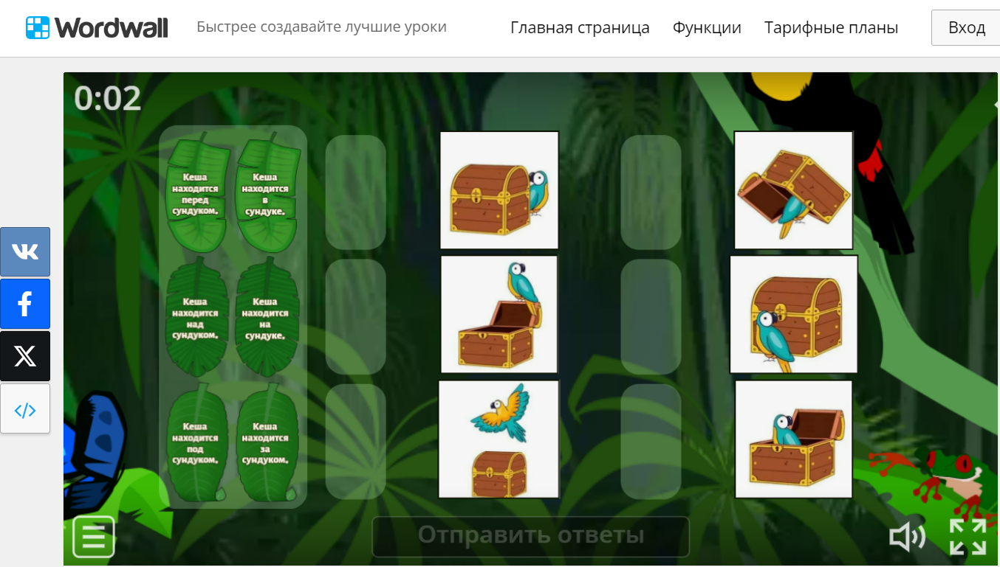 Wordwall
Быстрее создавайте лучшие уроки
Главная страница
Функции
Тарифные планы
Вход
0:02
Кеша
находится
перед
сундуком.
Кеша
находится
в
сундуке.
Кеша
находится
над
сундуком.
Кеша
находится
на
сундуке.
Кеша
находится
под
сундуком.
Кеша
находится
за
сундуком.
Отправить ответы